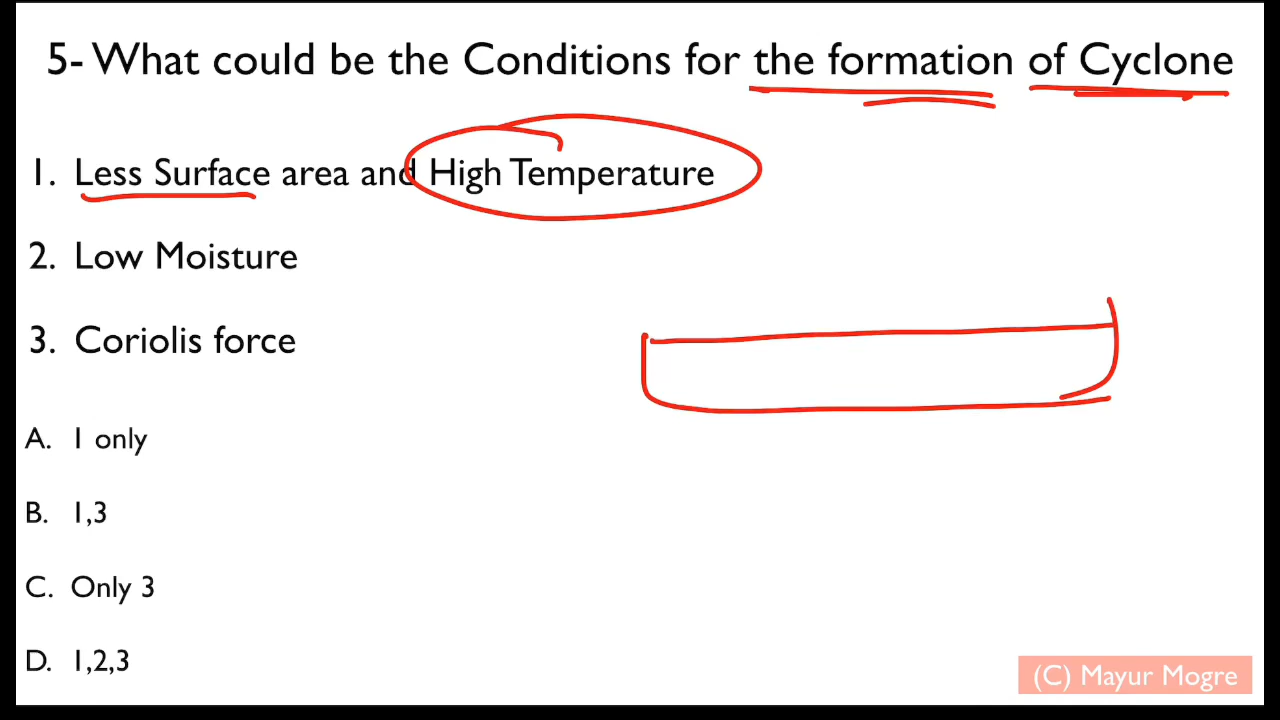 5- What could be the Conditions for the formation of Cyclone
1. Less Surface area and High Temperature
2. Low Moisture
3. Coriolis force
A. 1 only
B. 1,3
C. Only 3
D. 1,2,3
(C) Mayur Mogre